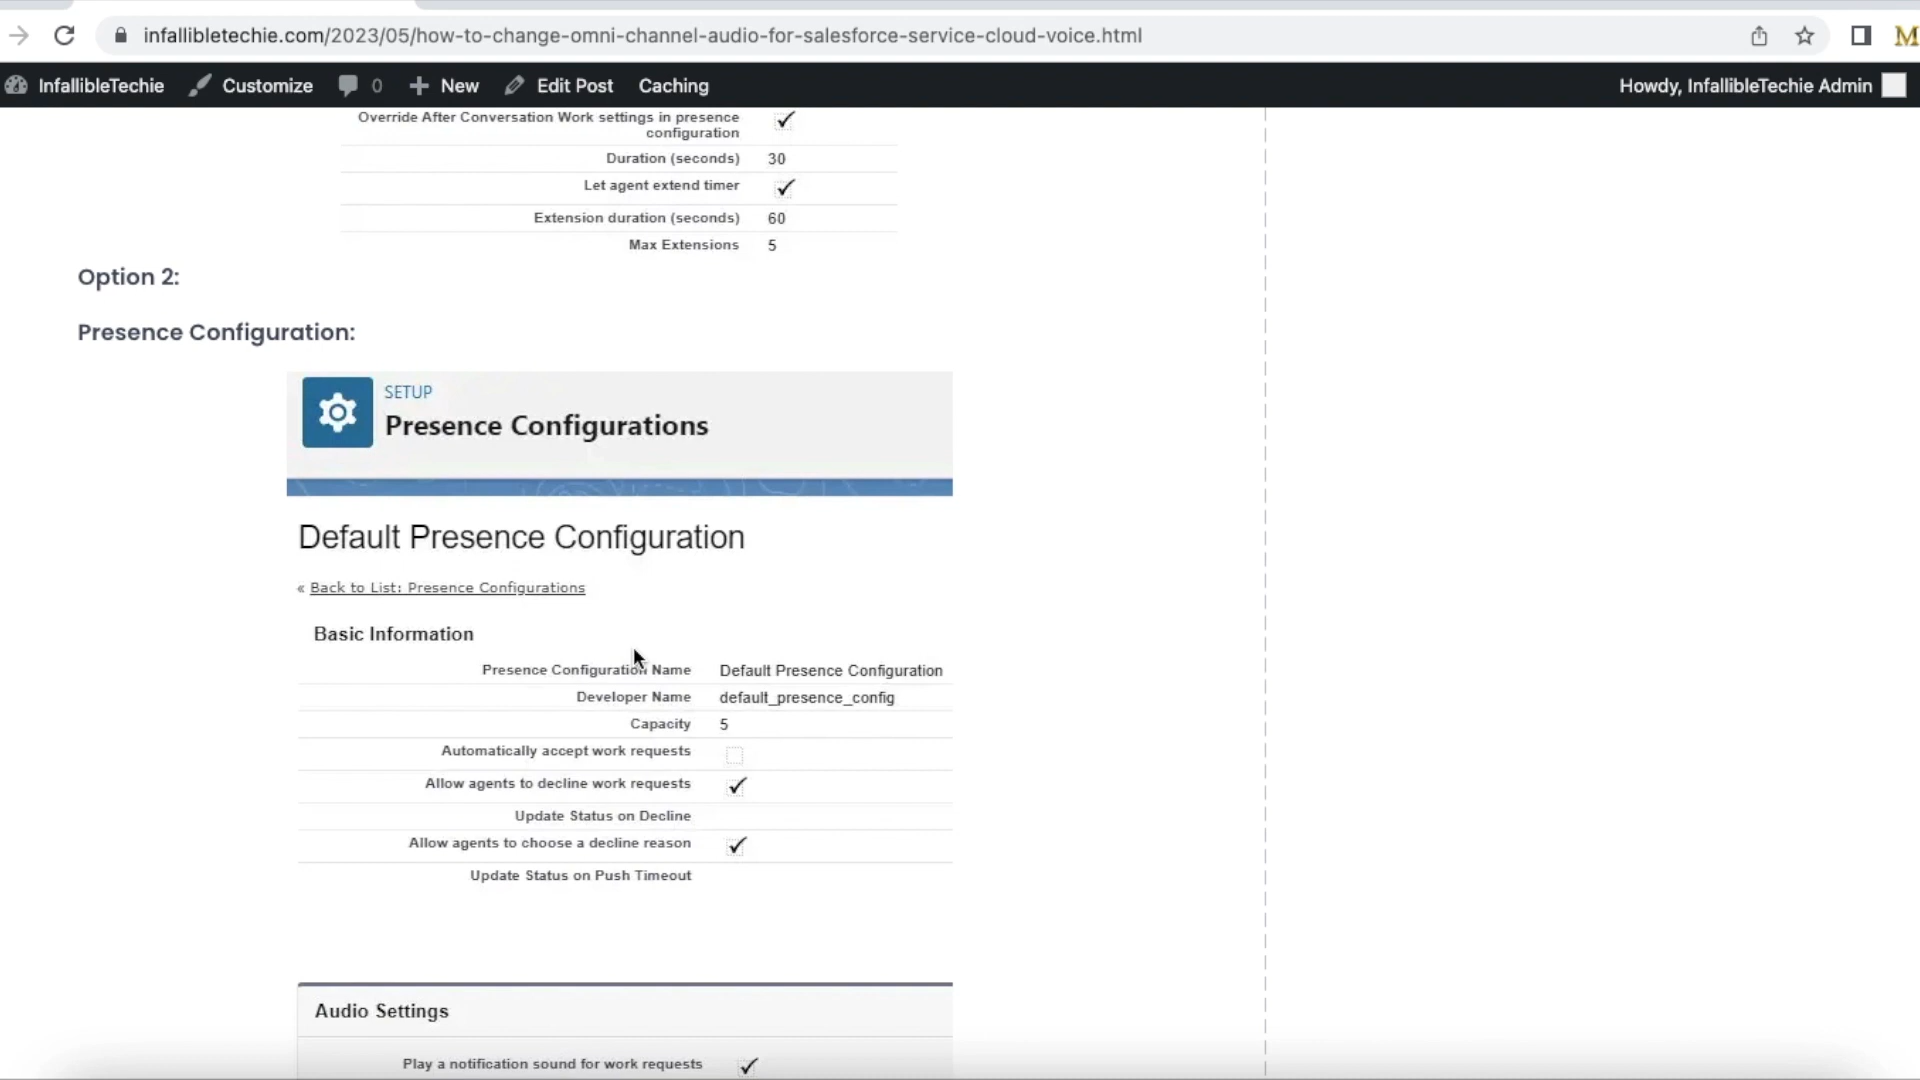 infallibletechie.com/2023/05/how-to-change-omni-channel-audio-for-salesforce-service-cloud-voice.html
M
InfallibleTechie Customize 0 New Edit Post Caching Howdy, InfallibleTechie Admin
Override After Conversation Work settings in presence
configuration
Duration (seconds) 30
Let agent extend timer
Extension duration (seconds) 60
Max Extensions 5
Option 2:
Presence Configuration:
SETUP
Presence Configurations
Default Presence Configuration
« Back to List: Presence Configurations
Basic Information
Presence Configuration Name Default Presence Configuration
Developer Name default_presence_config
Capacity 5
Automatically accept work requests
Allow agents to decline work requests
Update Status on Decline
Allow agents to choose a decline reason
Update Status on Push Timeout
Audio Settings
Play a notification sound for work requests